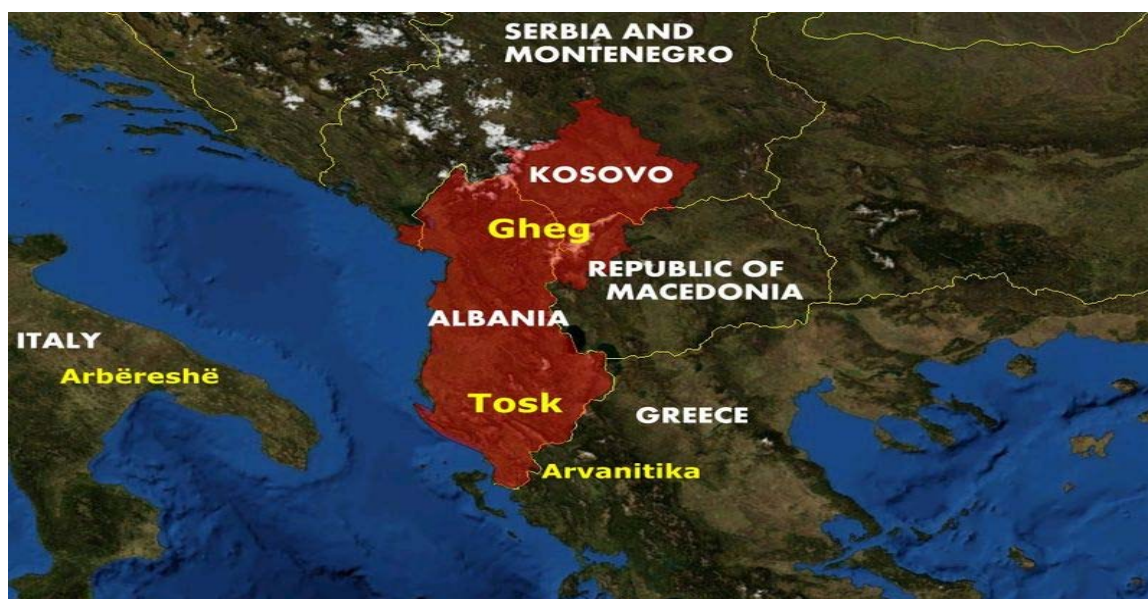 SERBIA AND
MONTENEGRO
KOSOVO
Gheg
REPUBLIC OF
MACEDONIA
ALBANIA
ITALY
Arbëreshë
Tosk
GREECE
Arvanitika